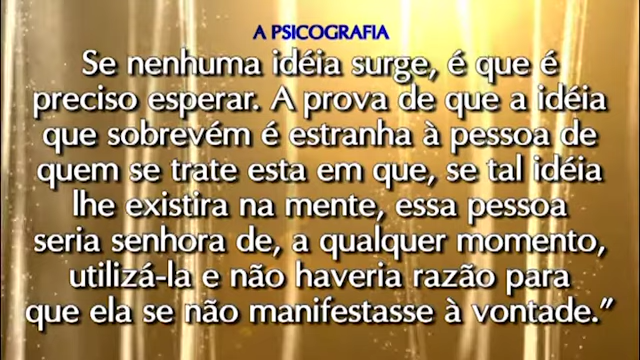 A PSICOGRAFIA
Se nenhuma idéia surge, é que é
preciso esperar. A prova de que a idéia
que sobrevém é estranha à pessoa de
quem se trate esta em que, se tal idéia
lhe existira na mente, essa pessoa
seria senhora de, a qualquer momento,
utilizá-la e não haveria razão para
que ela se não manifestasse à vontade.”